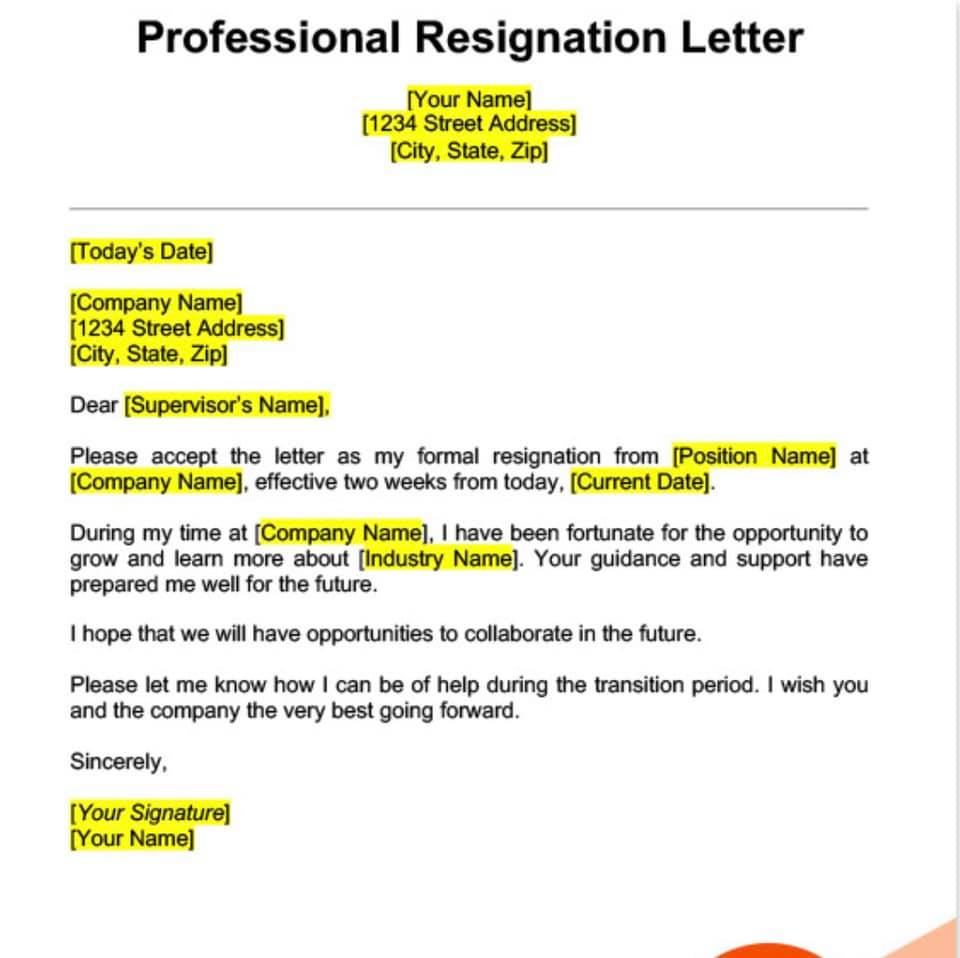 Professional Resignation Letter
[Your Name]
[1234 Street Address]
[City, State, Zip]
[Today's Date]
[Company Name]
[1234 Street Address]
[City, State, Zip]
Dear [Supervisor's Name],
Please accept the letter as my formal resignation from [Position Name] at
[Company Name], effective two weeks from today, [Current Date].
During my time at [Company Name], I have been fortunate for the opportunity to
grow and learn more about [Industry Name]. Your guidance and support have
prepared me well for the future.
I hope that we will have opportunities to collaborate in the future.
Please let me know how I can be of help during the transition period. I wish you
and the company the very best going forward.
Sincerely,
[Your Signature]
[Your Name]